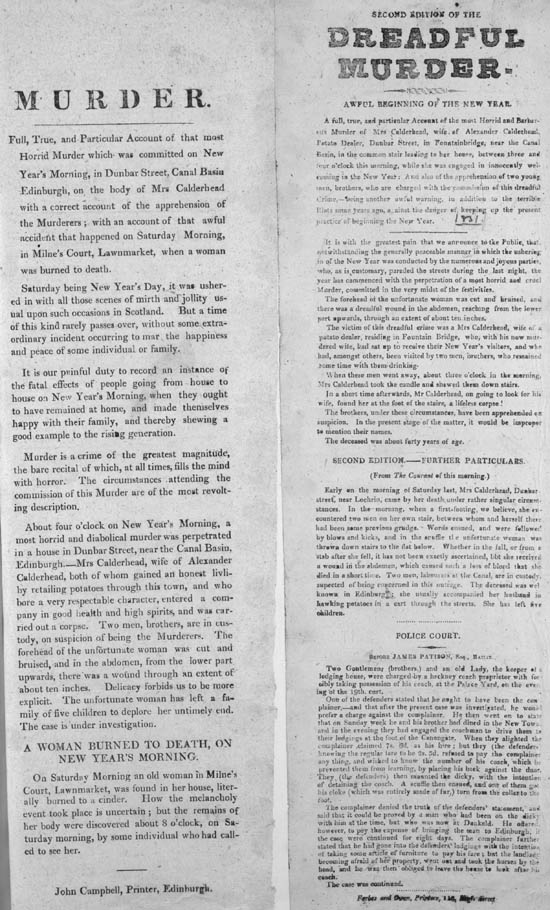 MURDER.
Full, True, and Particular Account of that most
Horrid Murder which was committed on New
Year's Morning, in Dunbar Street, Canal Basin
Edinburgh, on the body of Mrs Calderhead
with a correct account of the apprehension of
the Murderers; with an account of that awful
accident that happened on Saturday Morning,
in Milne's Court, Lawnmarket, when a woman
was burned to death.
Saturday being New Year's Day, it was usher-
ed in with all those scenes of mirth and jollity us-
ual upon such occasions in Scotland. But a time
of this kind rarely passes over, without some extra-
ordinary incident occurring to mar the happiness
and peace of some individual or family.
It is our painful duty to record an instance of
the fatal effects of people going from house to
house on New Year's Morning, when they ought
to have remained at home, and made themselves
happy with their family, and thereby shewing a
good example to the rising generation.
Murder is a crime of the greatest magnitude,
the bare recital of which, at all times, fills the mind
with horror. The circumstances attending the
commission of this Murder are of the most revolt-
ing description.
About four o'clock on New Year's Morning, a
most horrid and diabolical murder was perpetrated
in a house in Dunbar Street, near the Canal Basin,
Edinburgh.—Mrs Calderhead, wife of Alexander
Calderhead, both of whom gained an honest livli-
by retailing potatoes through this town, and who
bore a very respectable character, entered a com-
pany in good health and high spirits, and was car-
ried out a corpse. Two men, brothers, are in cus-
tody, on suspicion of being the Murderers. The
forehead of the unfortunate woman was cut and
bruised, and in the abdomen, from the lower part
upwards, there was a wound through an extent of
about ten inches. Delicacy forbids us to be more
explicit. The unfortunate woman has left a fa-
mily of five children to deplore her untimely end.
The case is under investigation.
A WOMAN BURNED TO DEATH, ON
NEW YEAR'S MORNING.
On Saturday Morning an old woman in Milne's
Court, Lawnmarket, was found in her house, liter-
ally burned to a cinder. How the melancholy
event took place is uncertain; but the remains of
her body were discovered about 8 o'clock, on Sa-
turday morning, by some individual who had call-
ed to see her.
John Campbell, Printer, Edinburgh.
SECOND EDITION OF THE
DREADFUL
MURDER.
AWFUL BEGINNING OF THE NEW YEAR.
A full, true, and particular Account of the most Horrid and Barbar-
ous Murder of Mrs Calderhead, wife of Alexander Calderhead,
Potato Dealer, Dunbar Street, in Fountainbridge, near the Canal
Basin, in the common stair leading to her house, between three and
four o'clock this morning, while she was engaged in innocently wel-
coming in the New Year: And also of the apprehension of two young
men, brothers, who are charged with the commission of this dreadful
Crime,—being another awful warning, in addition to the terrible
Riots some years ago, against the danger of keeping up the present
practice of beginning the New Year.
1831
It is with the greatest pain that we announce to the Public, that
notwithstanding the generally peaceable manner in which the ushering
in of the New Year was conducted by the numerous and joyous parties,
who, as is customary, paraded the streets during the last night, the
year has commenced with the perpetration of a most horrid and cruel
Murder, committed in the very midst of the festivities.
The forehead of the unfortunate was cut and bruised, and
there was a dreadful wound in the abdomen, reaching from the lower
part upwards, through an extent of about ten inches.
The victim of this dreadful crime was a Mrs Calderhead, wife of a
potato dealer, residing in Fountain Bridge, who, with his now mur-
dered wife, had sat up to receive their New Year's visitors, and who
had, amongst others, been visited by two men, brothers, who remained
some time with them drinking.
When these men went away, about three o'clock in the morning,
Mrs Calderhead took the candle and shewed them down stairs.
In a short time afterwards, Mr Calderhead, on going to look for his
wife, found her at the foot of the stairs, a lifeless corpse!
The brothers, under these circumstances, have been apprehended on
suspicion. In the present stage of the matter, it would be improper
to mention their names.
The deceased was about forty years of age.
SECOND EDITION.—FURTHER PARTICULARS.
(From The Courant of this morning.)
Early on the morning of Saturday last, Mrs Calderhead, Dunbar-
street, near Lochrin, came by her death under rather singular circum-
stances. In the morning, when a first-footing, we believe, she en-
countered two men on her own stair, between whom and herself there
had been some previous grudge. Words ensued, and were followed
by blows and kicks, and in the scuffle the unfortunate woman was
thrown down stairs to the flat below. Whether in the fall, or from a
stab after she fell, it has not been exactly ascertained, but she received
a wound in the abdomen, which caused such a loss of blood that she
died in a short time. Two men, labourers at the Canal, are in custody,
suspected of being concerned in this outrage. The deceased was wel
known in Edinburgh; she usually accompanied her husband in
hawking potatoes in a cart through the streets. She has left five
children.
POLICE COURT.
BEFORE JAMES PATISON, Esq., BAILIE.
Two Gentlemen (brothers) and an old Lady, the keeper of a
lodging house, were charged by a hackney coach proprietor with for-
cibly taking possession of his coach, at the Police Yard, on the even-
ing of the 19th cost.
One of the defenders stated that he ought to have been the com
plainer,—and that after the present case was investigated, he would
prefer a charge against the complainer. He then went on to state
that on Sunday week he and his brother had dined in the New Town
and in the evening they had engaged the coachman to drive them to
their lodgings at the foot of the Canongate. When they alighted the
complainer claimed 7s. 6d. as his hire; but they (the defenders
knowing the regular fare to be 2s. 6d. refused to pay the complainer
any thing, and wished to know the number of his coach, which he
prevented them from learning, by placing his back against the door.
They (the defenders) then mounted the dicky, with the intention
of detaining the coach. A scuffle then ensued, and one of them got
his cloke (which was entirely made of fur) torn from the collar to the
foot.
The complainer denied the truth of the defenders' statement, and
said that it could be proved by a man who had been on the dicky
with him at the time, but who was now at Dunkeld. He offered
however, to pay the expense of bringing the man to Edinburgh, if
the case were continued for eight days. The complainer further
stated that he had gone into the defenders' lodgings with the intention
of taking some article of furniture to pay his fare; but the landlady
becoming afraid of her property, went out and took the horses by the
head, and he was then obliged to leave the house to look after his
coach.
The case was continued.
Forbes and Owen, Printers, 138, High Street